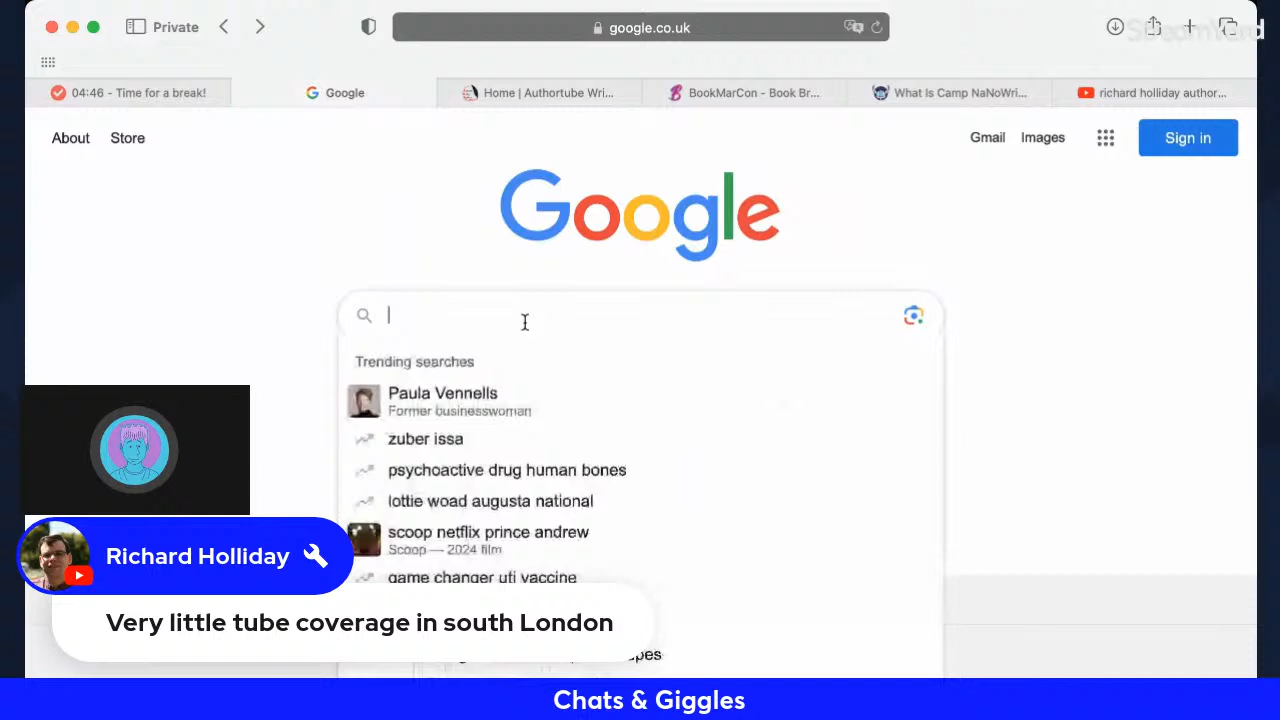 Private
google.co.uk
StreamYard
04:46 - Time for a break!
Google
Home | Authortube Wri...
BookMarCon - Book Br...
What Is Camp NaNoWri...
richard holliday author...
About
Store
Gmail
Images
Sign in
Google
Trending searches
Paula Vennells
Former businesswoman
zuber issa
psychoactive drug human bones
lottie woad augusta national
scoop netflix prince andrew
Scoop — 2024 film
game changer uti vaccine
Richard Holliday
Very little tube coverage in south London
Chats & Giggles